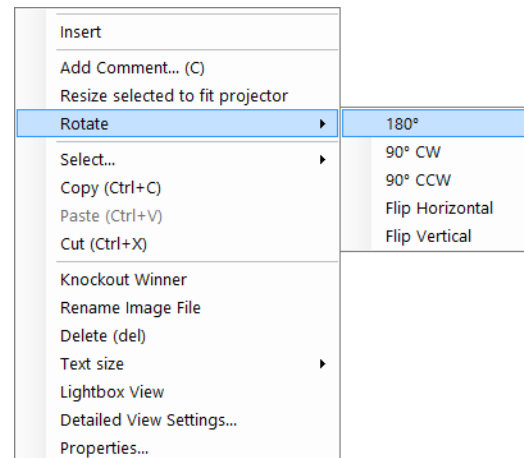 Insert
Add Comment... (C)
Resize selected to fit projector
Rotate
180°
90° CW
90° CCW
Flip Horizontal
Flip Vertical
Select...
Copy (Ctrl+C)
Paste (Ctrl+V)
Cut (Ctrl+X)
Knockout Winner
Rename Image File
Delete (del)
Text size
Lightbox View
Detailed View Settings...
Properties...